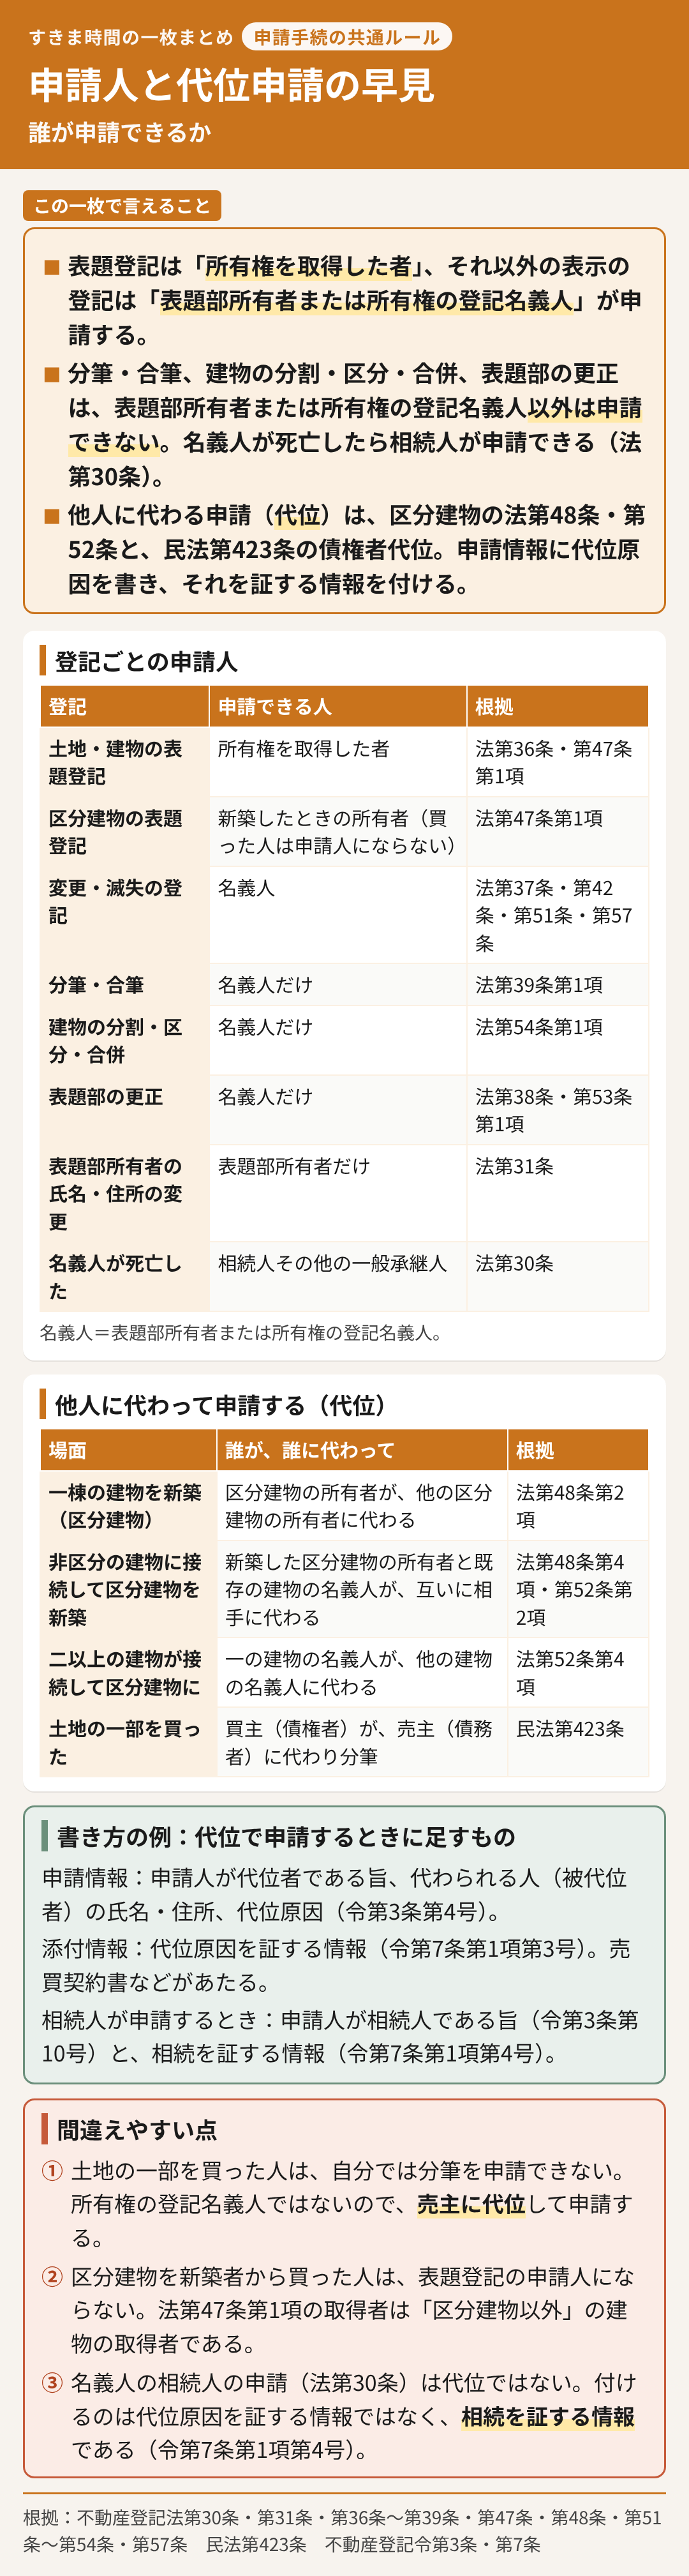 すきま時間の一枚まとめ 申請手続の共通ルール
申請人と代位申請の早見
誰が申請できるか
この一枚で言えること
■ 表題登記は「所有権を取得した者」、それ以外の表示の
登記は「表題部所有者または所有権の登記名義人」が申
請する。
■ 分筆・合筆、建物の分割・区分・合併、表題部の更正
は、表題部所有者または所有権の登記名義人以外は申請
できない。名義人が死亡したら相続人が申請できる（法
第30条）。
■ 他人に代わる申請（代位）は、区分建物の法第48条・第
52条と、民法第423条の債権者代位。申請情報に代位原
因を書き、それを証する情報を付ける。
登記ごとの申請人
登記 申請できる人 根拠
土地・建物の表 所有権を取得した者 法第36条・第47条
題登記 第1項
区分建物の表題 新築したときの所有者（買 法第47条第1項
登記 った人は申請人にならない）
変更・滅失の登 名義人 法第37条・第42
記 条・第51条・第57
条
分筆・合筆 名義人だけ 法第39条第1項
建物の分割・区 名義人だけ 法第54条第1項
分・合併
表題部の更正 名義人だけ 法第38条・第53条
第1項
表題部所有者の 表題部所有者だけ 法第31条
氏名・住所の変
更
名義人が死亡し 相続人その他の一般承継人 法第30条
た
名義人＝表題部所有者または所有権の登記名義人。
他人に代わって申請する（代位）
場面 誰が、誰に代わって 根拠
一棟の建物を新築 区分建物の所有者が、他の区分 法第48条第2
（区分建物） 建物の所有者に代わる 項
非区分の建物に接 新築した区分建物の所有者と既 法第48条第4
続して区分建物を 存の建物の名義人が、互いに相 項・第52条第
新築 手に代わる 2項
二以上の建物が接 一の建物の名義人が、他の建物 法第52条第4
続して区分建物に の名義人に代わる 項
土地の一部を買っ 買主（債権者）が、売主（債務 民法第423条
た 者）に代わり分筆
書き方の例：代位で申請するときに足すもの
申請情報：申請人が代位者である旨、代わられる人（被代位
者）の氏名・住所、代位原因（令第3条第4号）。
添付情報：代位原因を証する情報（令第7条第1項第3号）。売
買契約書などがあたる。
相続人が申請するとき：申請人が相続人である旨（令第3条第
10号）と、相続を証する情報（令第7条第1項第4号）。
間違えやすい点
① 土地の一部を買った人は、自分では分筆を申請できない。
所有権の登記名義人ではないので、売主に代位して申請す
る。
② 区分建物を新築者から買った人は、表題登記の申請人にな
らない。法第47条第1項の取得者は「区分建物以外」の建
物の取得者である。
③ 名義人の相続人の申請（法第30条）は代位ではない。付け
るのは代位原因を証する情報ではなく、相続を証する情報
である（令第7条第1項第4号）。
根拠：不動産登記法第30条・第31条・第36条〜第39条・第47条・第48条・第51
条〜第54条・第57条　民法第423条　不動産登記令第3条・第7条